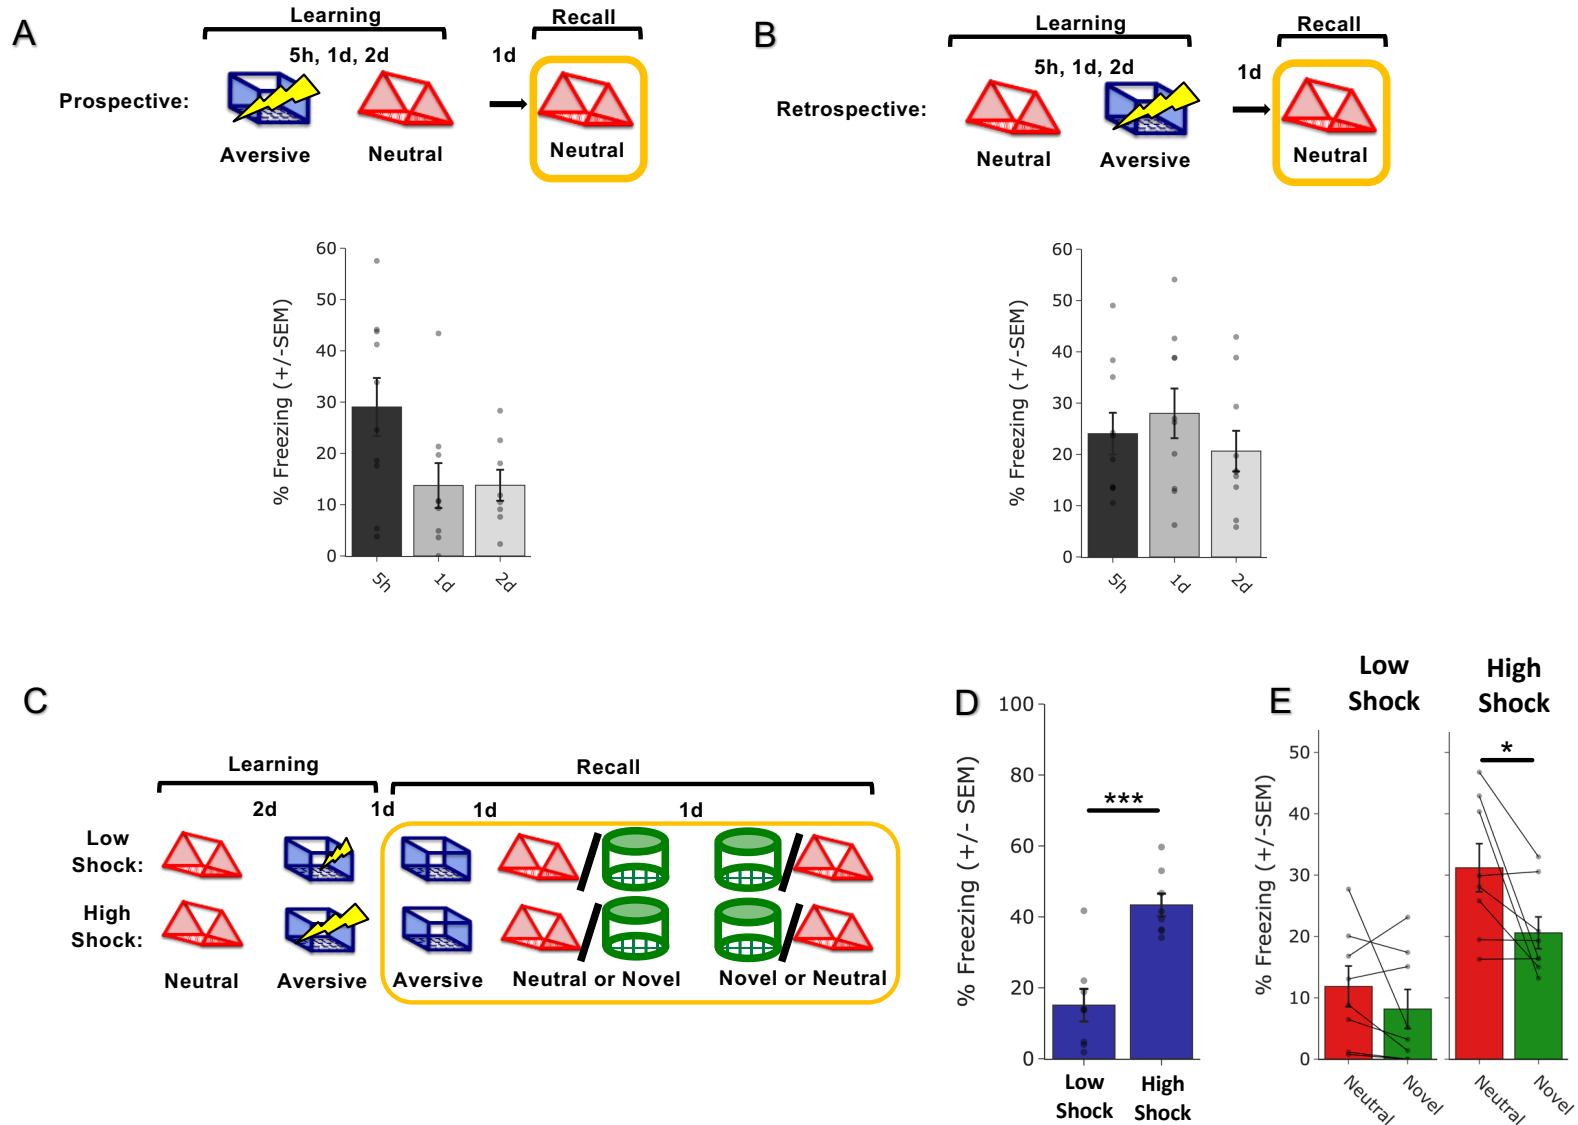 A
Learning
Recall
5h, 1d, 2d
1d
Prospective:
Aversive
Neutral
Neutral
% Freezing (+/-SEM)
60
50
40
30
20
10
0
5h
1d
2d
B
Learning
Recall
5h, 1d, 2d
1d
Retrospective:
Neutral
Aversive
Neutral
% Freezing (+/-SEM)
60
50
40
30
20
10
0
5h
1d
2d
C
Learning
Recall
2d
1d
1d
1d
Low
Shock:
High
Shock:
Neutral
Aversive
Aversive
Neutral or Novel
Novel or Neutral
D
% Freezing (+/- SEM)
100
80
60
40
20
0
***
Low
Shock
High
Shock
E
Low
Shock
High
Shock
% Freezing (+/-SEM)
50
40
30
20
10
0
*
Neutral
Novel
Neutral
Novel